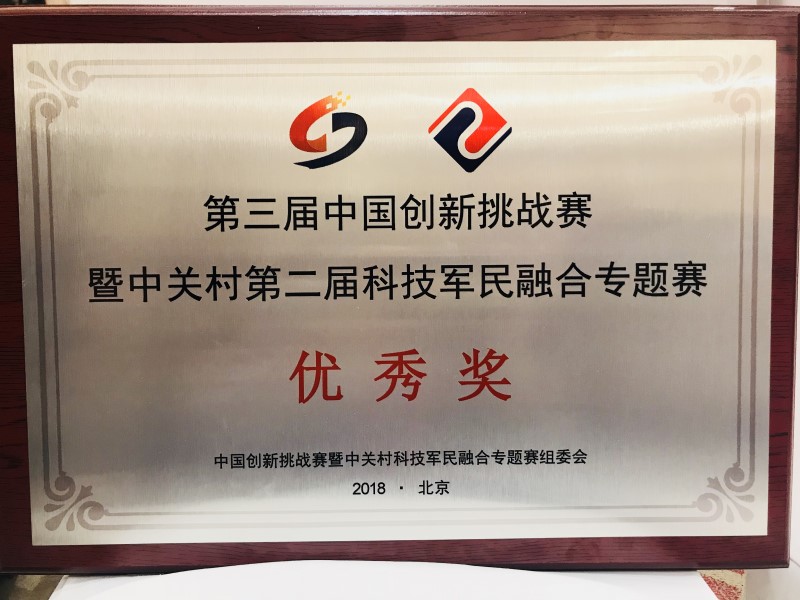 第三届中国创新挑战赛
暨中关村第二届科技军民融合专题赛
优秀奖
中国创新挑战赛暨中关村科技军民融合专题赛组委会
2018 · 北京